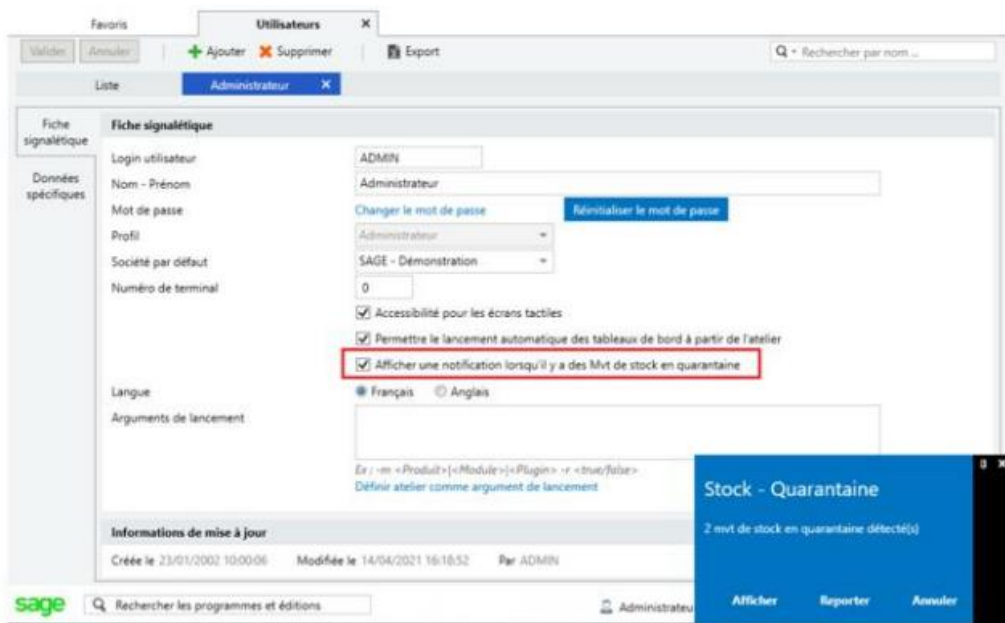 Favoris Utilisateurs
Valider Annuler Ajouter Supprimer Export Rechercher par nom ...
Liste Administrateur
Fiche signalétique
Données spécifiques
Fiche signalétique
Login utilisateur ADMIN
Nom - Prénom Administrateur
Mot de passe Changer le mot de passe Réinitialiser le mot de passe
Profil Administrateur
Société par défaut SAGE - Démonstration
Numéro de terminal 0
Accessibilité pour les écrans tactiles
Permettre le lancement automatique des tableaux de bord à partir de l'atelier
Afficher une notification lorsqu'il y a des Mvt de stock en quarantaine
Langue Français Anglais
Arguments de lancement
Ex : -m <Produit>|<Module>|<Plugin> -r <true/false>
Définir atelier comme argument de lancement
Informations de mise à jour
Créée le 23/01/2002 10:00:06 Modifiée le 14/04/2021 16:18:52 Par ADMIN
Stock - Quarantaine
2 mvt de stock en quarantaine détecté(s)
Afficher Reporter Annuler
sage Rechercher les programmes et éditions Administrateu